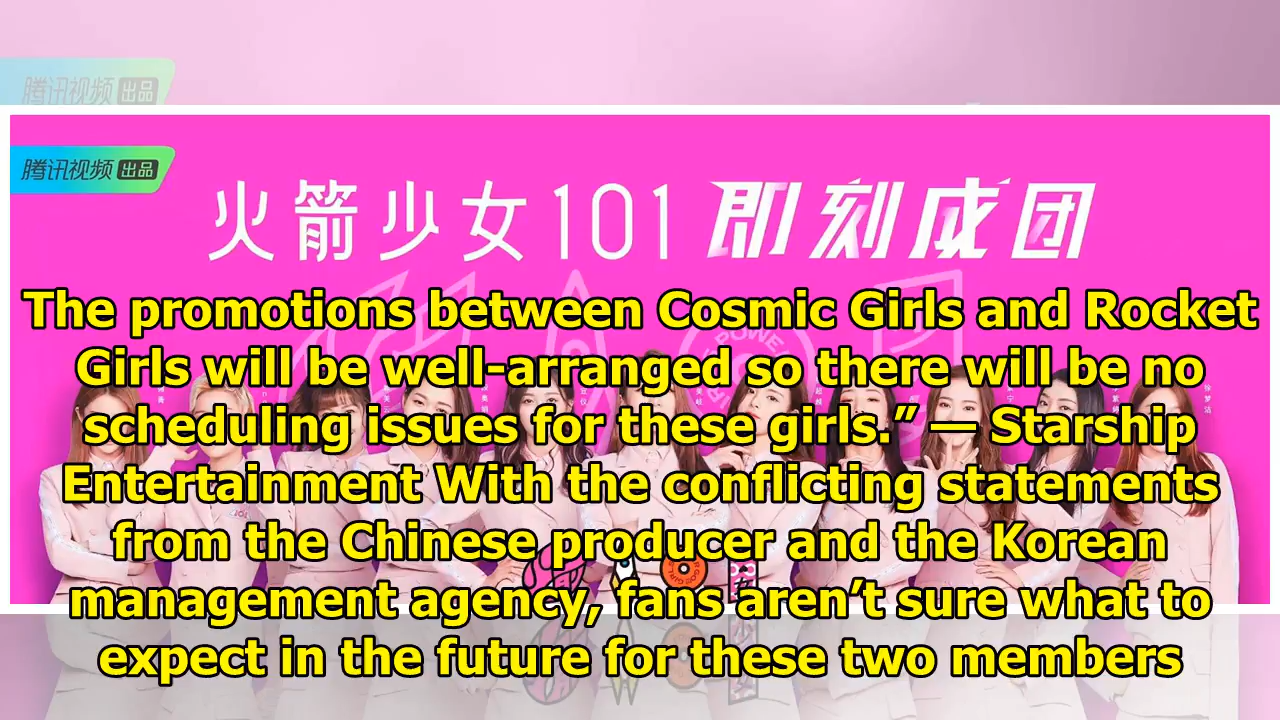 腾讯视频 出品
腾讯视频 出品
火箭少女101 即刻成团
The promotions between Cosmic Girls and Rocket
Girls will be well-arranged so there will be no
scheduling issues for these girls.” — Starship
Entertainment With the conflicting statements
from the Chinese producer and the Korean
management agency, fans aren’t sure what to
expect in the future for these two members